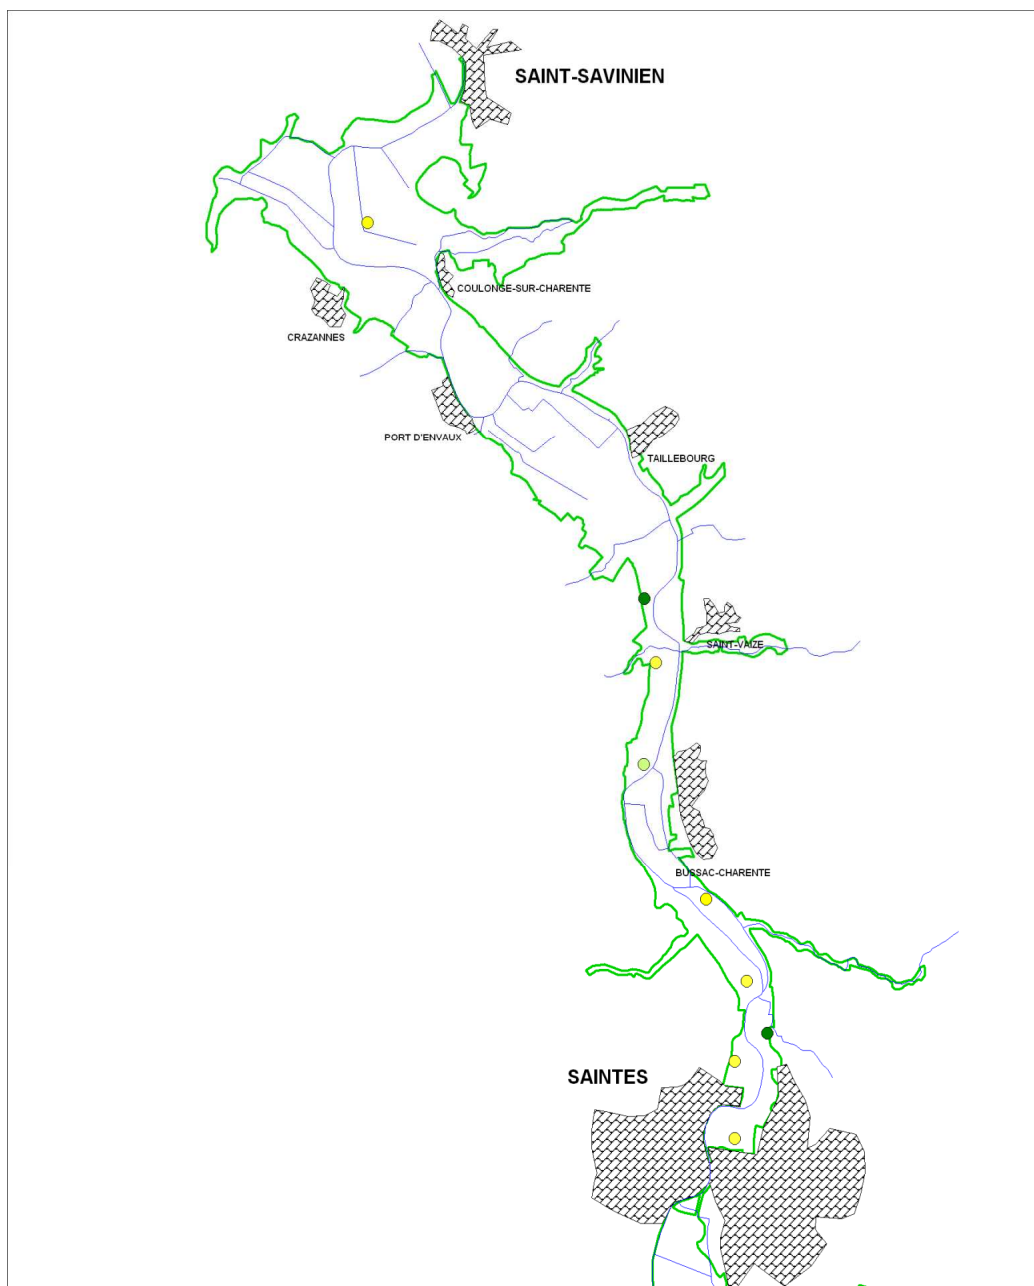 SAINT-SAVINIEN
COULONGE-SUR-CHARENTE
CRAZANNES
PORT D'ENVAUX
TAILLEBOURG
SAINT-VAIZE
BUSSAC-CHARENTE
SAINTES